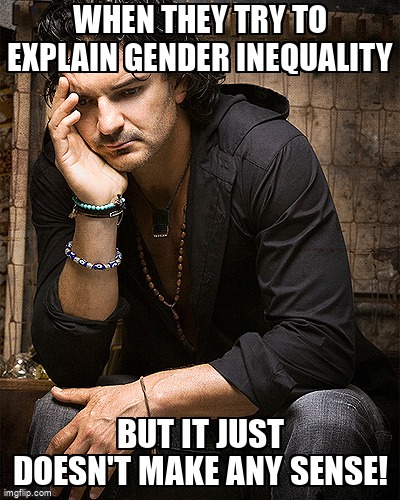 WHEN THEY TRY TO
EXPLAIN GENDER INEQUALITY
BUT IT JUST
DOESN'T MAKE ANY SENSE!
imgflip.com